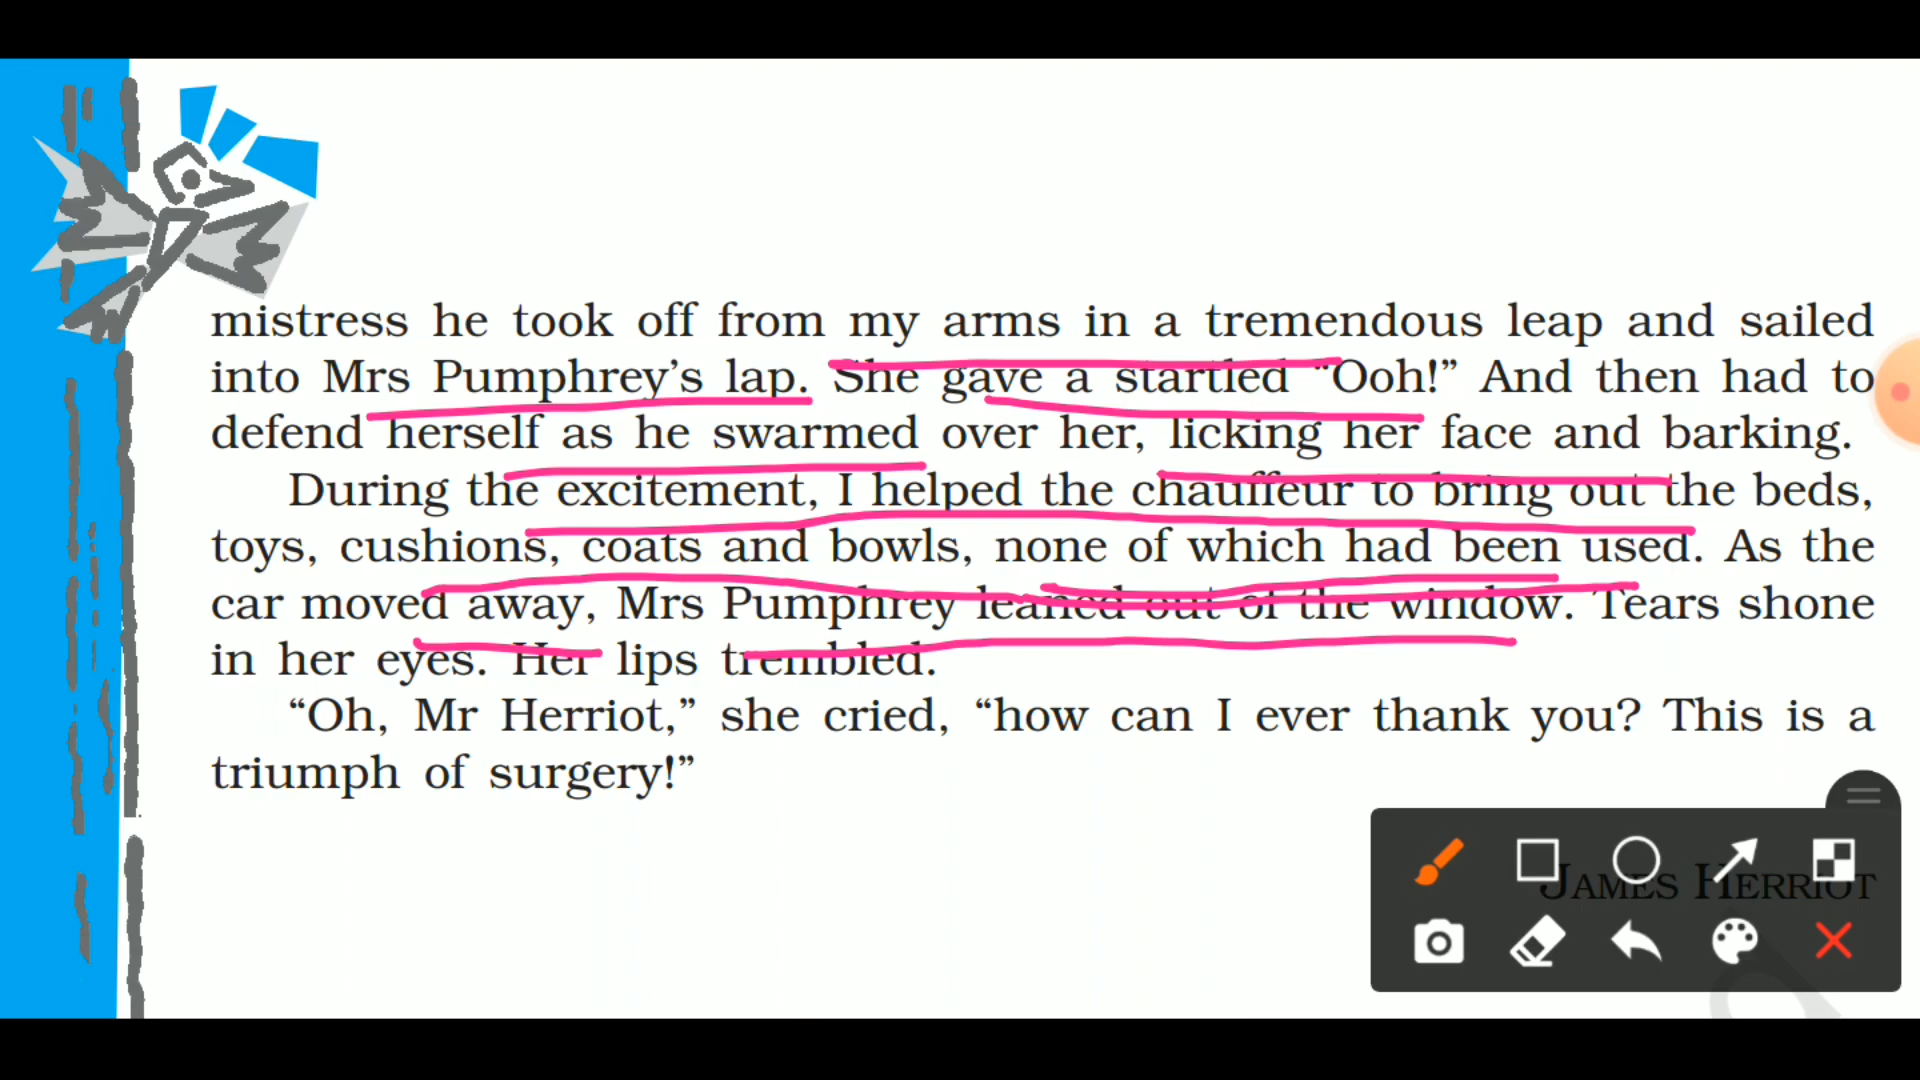 mistress he took off from my arms in a tremendous leap and sailed
into Mrs Pumphrey's lap. She gave a startled “Ooh!” And then had to
defend herself as he swarmed over her, licking her face and barking.
During the excitement, I helped the chauffeur to bring out the beds,
toys, cushions, coats and bowls, none of which had been used. As the
car moved away, Mrs Pumphrey leaned out of the window. Tears shone
in her eyes. Her lips trembled.
“Oh, Mr Herriot,” she cried, “how can I ever thank you? This is a
triumph of surgery!”
JAMES HERRIOT